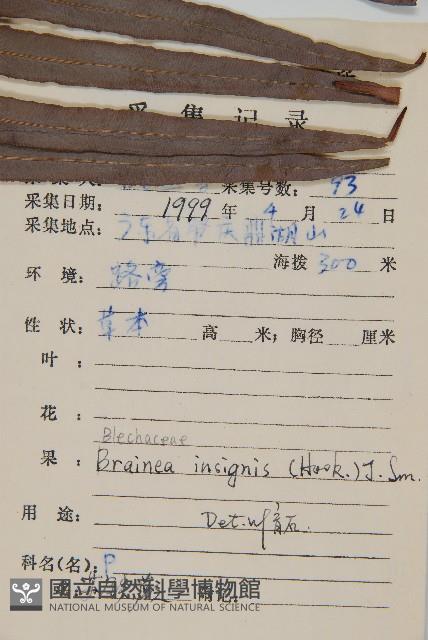 采集记录
采集号数: 93
采集日期: 1999 年 4 月 24 日
采集地点: 广东省肇庆鼎湖山
海拨 300 米
环境: 路旁
性状: 草本 高 米; 胸径 厘米
叶:
花:
Blechaceae
果: Brainea insignis (Hook.) J. Sm.
用途:
Det. W
科名(名): P
附记:
國立自然科學博物館
NATIONAL MUSEUM OF NATURAL SCIENCE